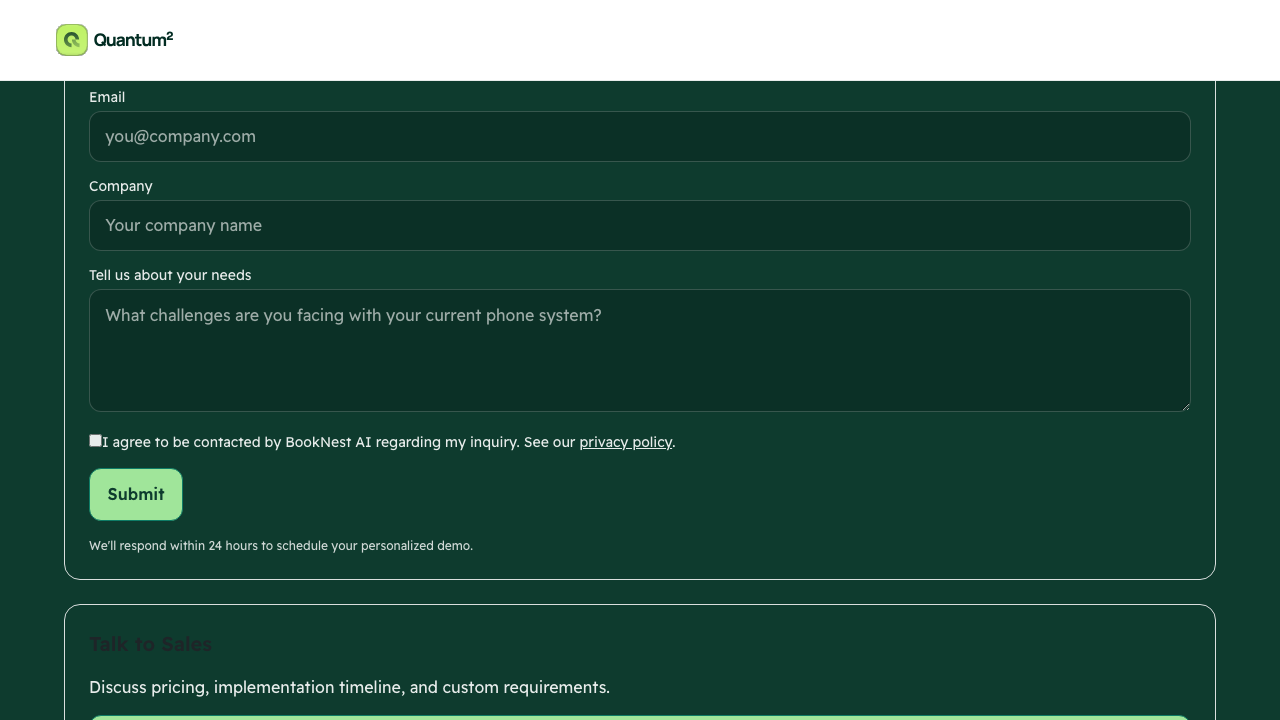 Quantum²
Email
you@company.com
Company
Your company name
Tell us about your needs
What challenges are you facing with your current phone system?
I agree to be contacted by BookNest AI regarding my inquiry. See our privacy policy.
Submit
We'll respond within 24 hours to schedule your personalized demo.
Talk to Sales
Discuss pricing, implementation timeline, and custom requirements.